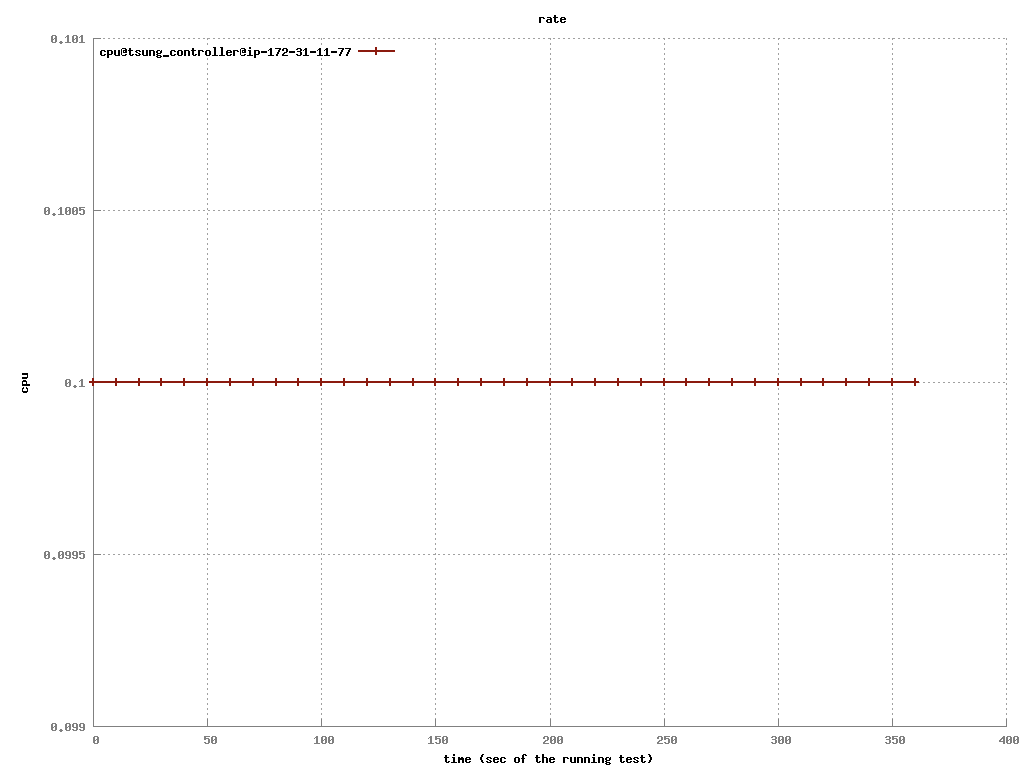 rate
0.101
cpu@tsung_controller@ip-172-31-11-77
0.1005
cpu
0.1
0.0995
0.099
0 50 100 150 200 250 300 350 400
time (sec of the running test)